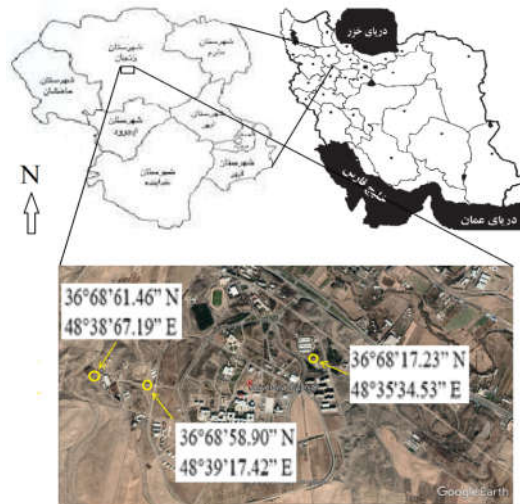 دریای خزر
شهرستان
طارم
شهرستان
زنجان
شهرستان
ماهنشان
شهرستان
ایجرود
شهرستان
ابهر
شهرستان
خدابنده
خلیج فارس
دریای عمان
N
36°68'61.46” N
48°38'67.19” E
36°68'17.23” N
48°35'34.53” E
36°68'58.90” N
48°39'17.42” E
Google Earth